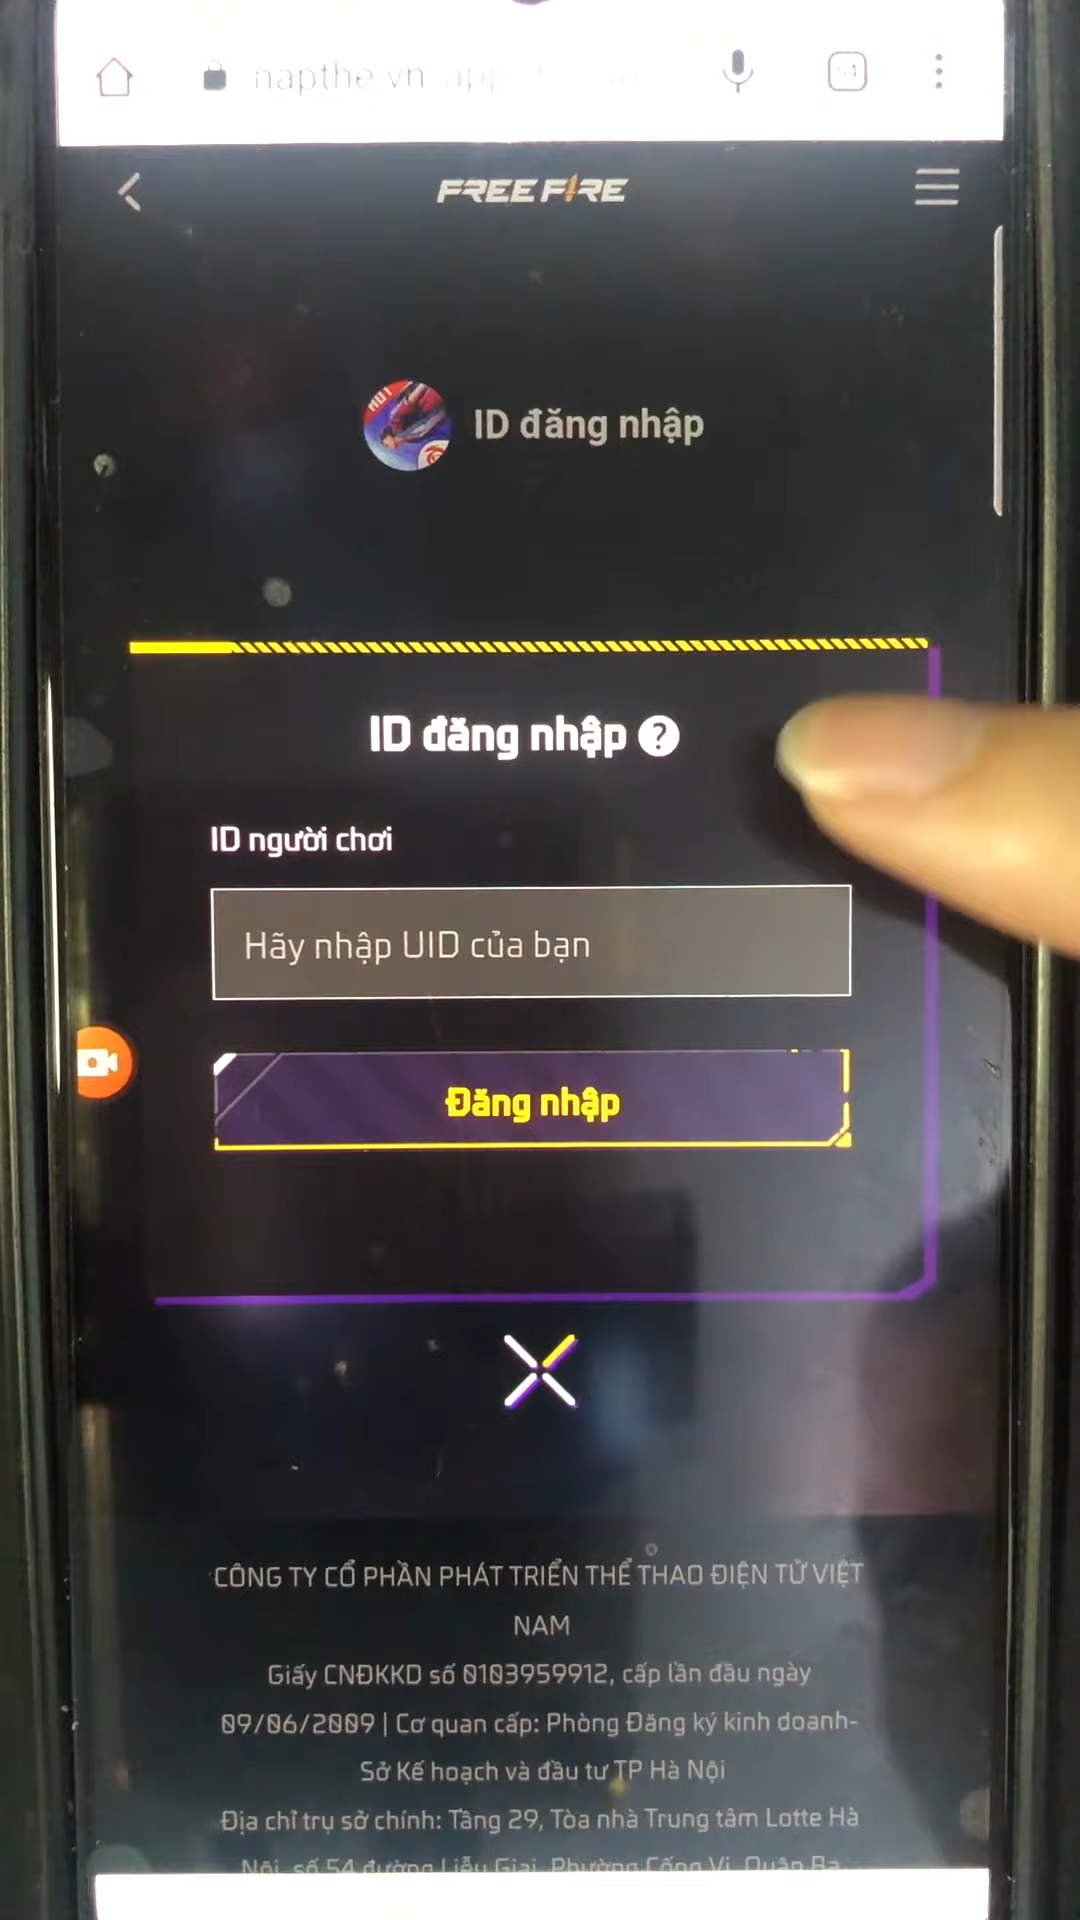 napthe.vn
54
FREE FIRE
ID đăng nhập
ID đăng nhập ?
ID người chơi
Hãy nhập UID của bạn
Đăng nhập
CÔNG TY CỔ PHẦN PHÁT TRIỂN THỂ THAO ĐIỆN TỬ VIỆT
NAM
Giấy CNĐKKD số 0103959912, cấp lần đầu ngày
09/06/2009 | Cơ quan cấp: Phòng Đăng ký kinh doanh-
Sở Kế hoạch và đầu tư TP Hà Nội
Địa chỉ trụ sở chính: Tầng 29, Tòa nhà Trung tâm Lotte Hà
Nội, số 54 đường Liễu Giai, Phường Cống Vị, Quận Ba